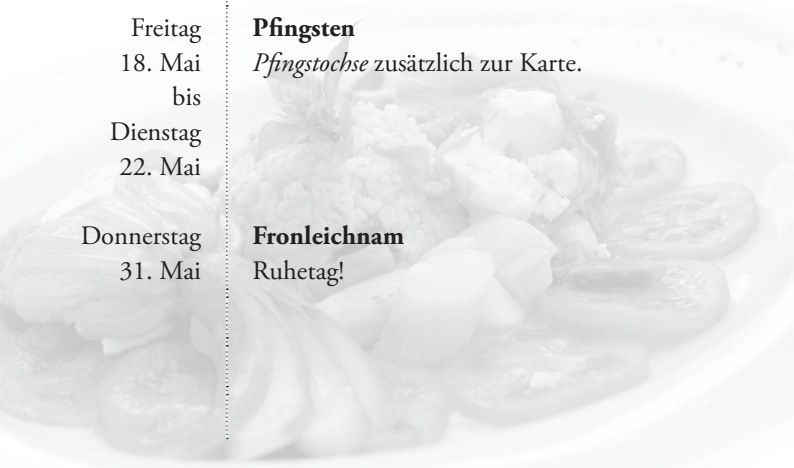 Freitag
18. Mai
bis
Dienstag
22. Mai
Pfingsten
Pfingstochse zusätzlich zur Karte.
Donnerstag
31. Mai
Fronleichnam
Ruhetag!